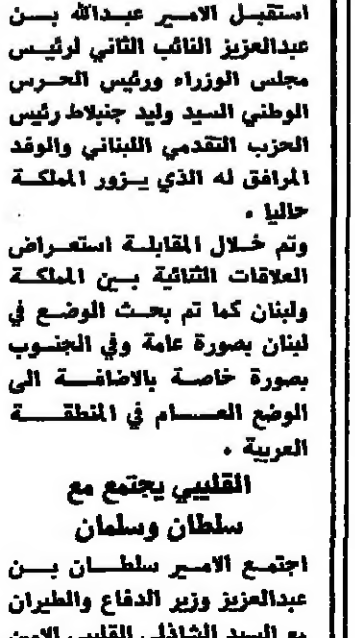 استقبل الامير عبدالله بن
عبدالعزيز النائب الثاني لرئيس
مجلس الوزراء ورئيس الحرس
الوطني السيد وليد جنبلاط رئيس
الحزب التقدمي اللبناني والوفد
المرافق له الذي يزور المملكة
حاليا .
وتم خلال المقابلة استعراض
العلاقات الثنائية بين المملكة
ولبنان كما تم بحث الوضع في
لبنان بصورة عامة وفي الجنوب
بصورة خاصة بالاضافة الى
الوضع العام في المنطقة
العربية .
القليبي يجتمع مع
سلطان وسلمان
اجتمع الامير سلطان بن
عبدالعزيز وزير الدفاع والطيران
مع السيد الشاذلي القليبي الامين